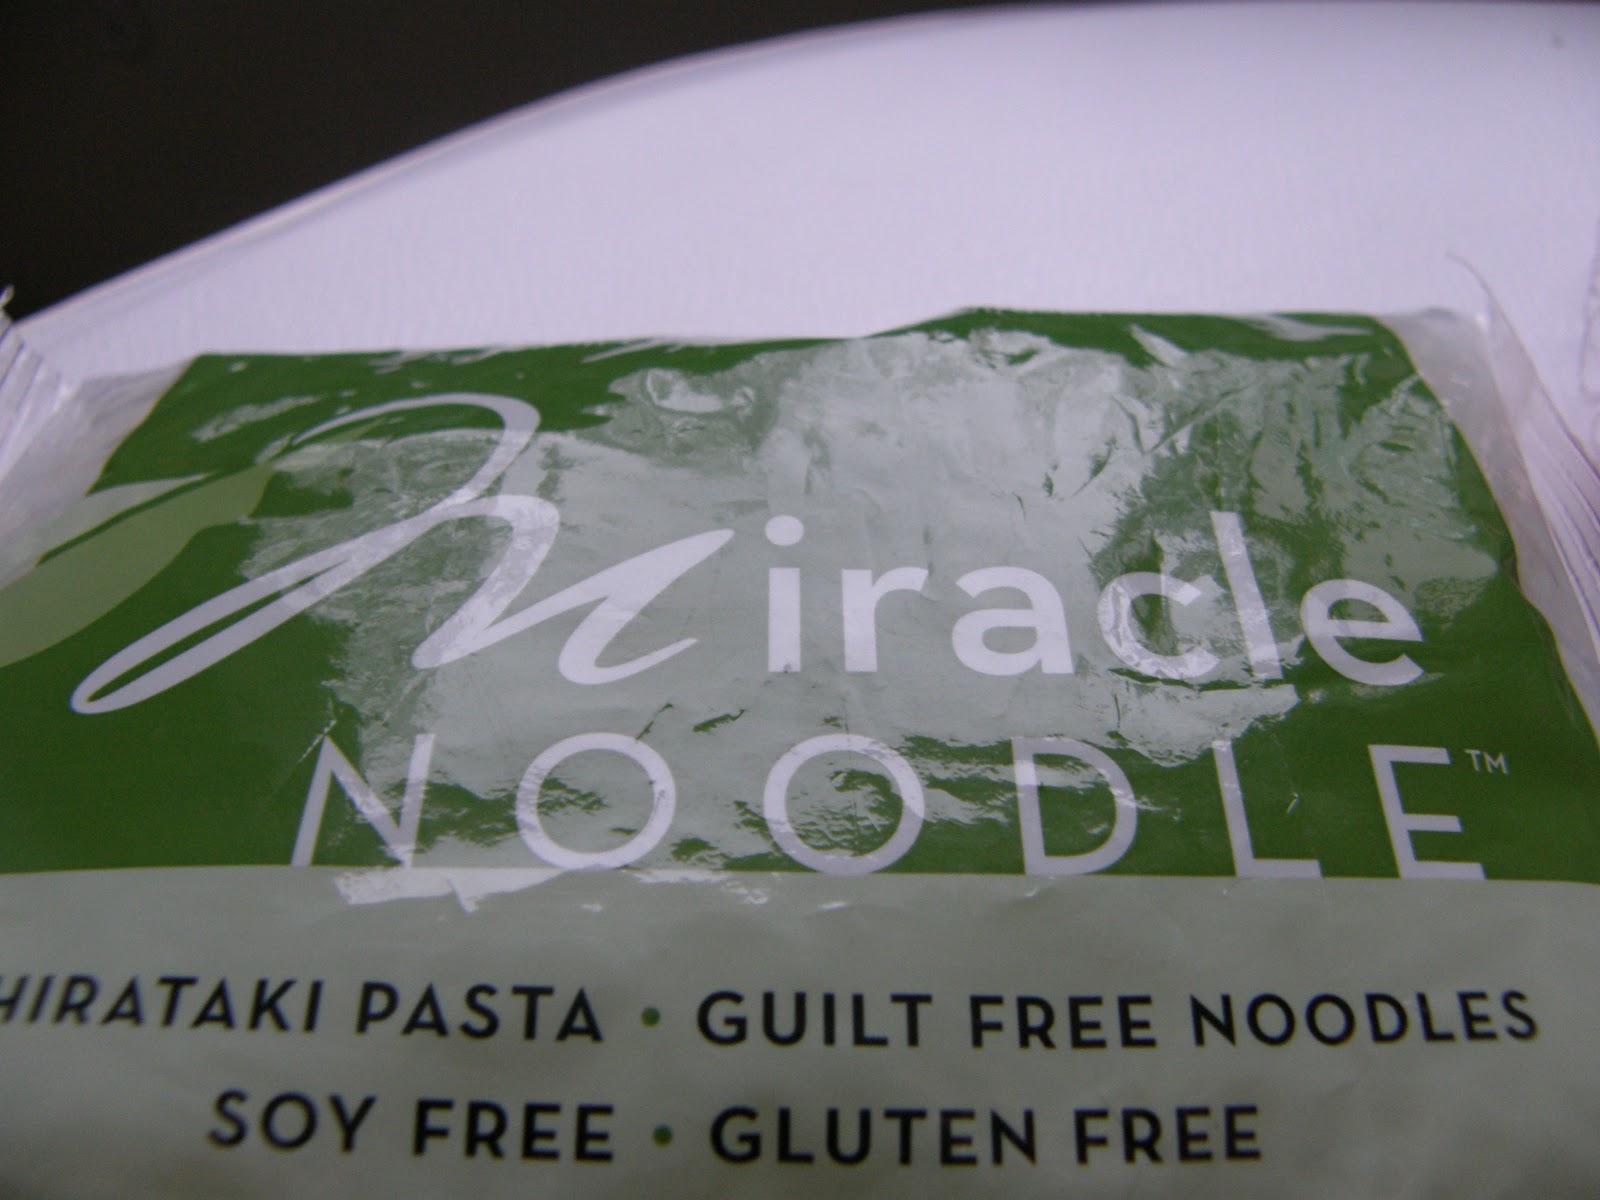 Miracle
NOODLE™
HIRATAKI PASTA • GUILT FREE NOODLES
SOY FREE • GLUTEN FREE